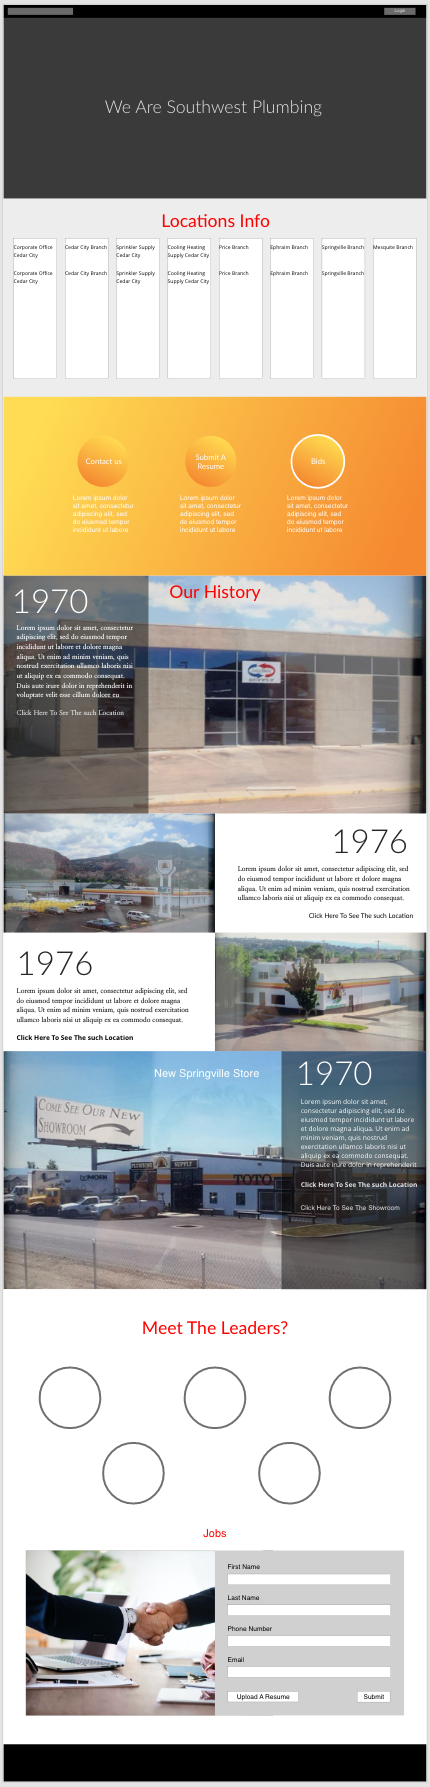 Login
We Are Southwest Plumbing
Locations Info
Corporate Office
Cedar City
Corporate Office
Cedar City
Cedar City Branch
Cedar City Branch
Sprinkler Supply
Cedar City
Sprinkler Supply
Cedar City
Cooling Heating
Supply Cedar City
Cooling Heating
Supply Cedar City
Price Branch
Price Branch
Ephraim Branch
Ephraim Branch
Springville Branch
Springville Branch
Mesquite Branch
Contact us
Lorem ipsum dolor
sit amet, consectetur
adipiscing elit, sed
do eiusmod tempor
incididunt ut labore
Submit A
Resume
Lorem ipsum dolor
sit amet, consectetur
adipiscing elit, sed
do eiusmod tempor
incididunt ut labore
Bids
Lorem ipsum dolor
sit amet, consectetur
adipiscing elit, sed
do eiusmod tempor
incididunt ut labore
Our History
1970
Lorem ipsum dolor sit amet, consectetur
adipiscing elit, sed do eiusmod tempor
incididunt ut labore et dolore magna
aliqua. Ut enim ad minim veniam, quis
nostrud exercitation ullamco laboris nisi
ut aliquip ex ea commodo consequat.
Duis aute irure dolor in reprehenderit in
voluptate velit esse cillum dolore eu
Click Here To See The such Location
SUPPLY
1976
Lorem ipsum dolor sit amet, consectetur adipiscing elit, sed
do eiusmod tempor incididunt ut labore et dolore magna
aliqua. Ut enim ad minim veniam, quis nostrud exercitation
ullamco laboris nisi ut aliquip ex ea commodo consequat.
Click Here To See The such Location
1976
Lorem ipsum dolor sit amet, consectetur adipiscing elit, sed
do eiusmod tempor incididunt ut labore et dolore magna
aliqua. Ut enim ad minim veniam, quis nostrud exercitation
ullamco laboris nisi ut aliquip ex ea commodo consequat.
Click Here To See The such Location
New Springville Store
COME SEE OUR NEW
SHOWROOM
PLUMBING
SUPPLY
TOTO
1970
Lorem ipsum dolor sit amet,
consectetur adipiscing elit, sed do
eiusmod tempor incididunt ut labore
et dolore magna aliqua. Ut enim ad
minim veniam, quis nostrud
exercitation ullamco laboris nisi ut
aliquip ex ea commodo consequat.
Duis aute irure dolor in reprehenderit
Click Here To See The such Location
Click Here To See The Showroom
Meet The Leaders?
Jobs
First Name
Last Name
Phone Number
Email
Upload A Resume
Submit